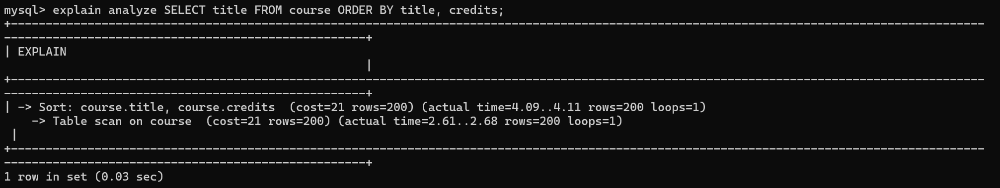 mysql> explain analyze SELECT title FROM course ORDER BY title, credits;
+--------------------------------------------------------------------------------------------------------------------------------------------
----------------------------------------------------+
| EXPLAIN
|
+--------------------------------------------------------------------------------------------------------------------------------------------
----------------------------------------------------+
| -> Sort: course.title, course.credits  (cost=21 rows=200) (actual time=4.09..4.11 rows=200 loops=1)
    -> Table scan on course  (cost=21 rows=200) (actual time=2.61..2.68 rows=200 loops=1)
 |
+--------------------------------------------------------------------------------------------------------------------------------------------
----------------------------------------------------+
1 row in set (0.03 sec)